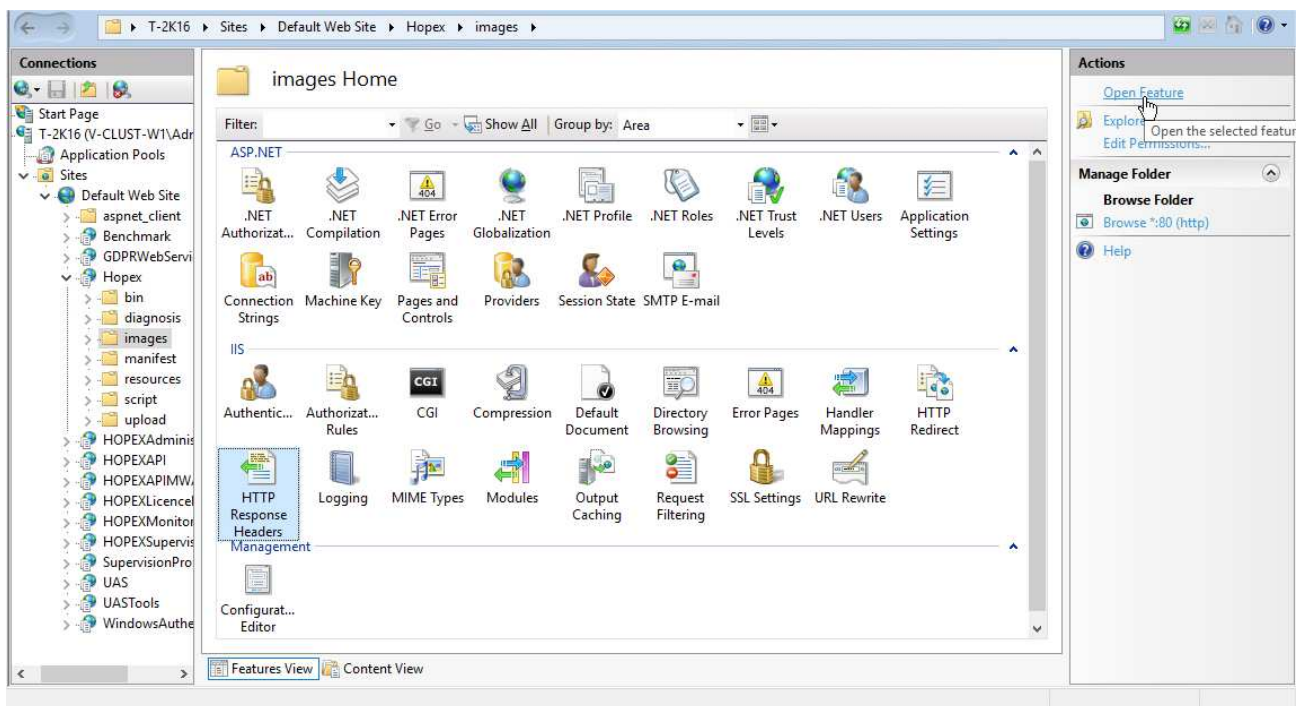 T-2K16 Sites Default Web Site Hopex images
Connections
Start Page
T-2K16 (V-CLUST-W1\Adr
Application Pools
Sites
Default Web Site
aspnet_client
Benchmark
GDPRWebServi
Hopex
bin
diagnosis
images
manifest
resources
script
upload
HOPEXAdminis
HOPEXAPI
HOPEXAPIMW
HOPEXLicencel
HOPEXMonitor
HOPEXSupervis
SupervisionPro
UAS
UASTools
WindowsAuthe
images Home
Filter: Go Show All Group by: Area
ASP.NET
.NET Authorizat...
.NET Compilation
.NET Error Pages
.NET Globalization
.NET Profile
.NET Roles
.NET Trust Levels
.NET Users
Application Settings
Connection Strings
Machine Key
Pages and Controls
Providers
Session State
SMTP E-mail
IIS
Authentic...
Authorizat... Rules
CGI
CGI
Compression
Default Document
Directory Browsing
404
Error Pages
Handler Mappings
HTTP Redirect
HTTP Response Headers
Logging
MIME Types
Modules
Output Caching
Request Filtering
SSL Settings
URL Rewrite
Management
Configurat... Editor
Features View Content View
Actions
Open Feature
Explore
Open the selected featur
Edit Permissions...
Manage Folder
Browse Folder
Browse *:80 (http)
Help